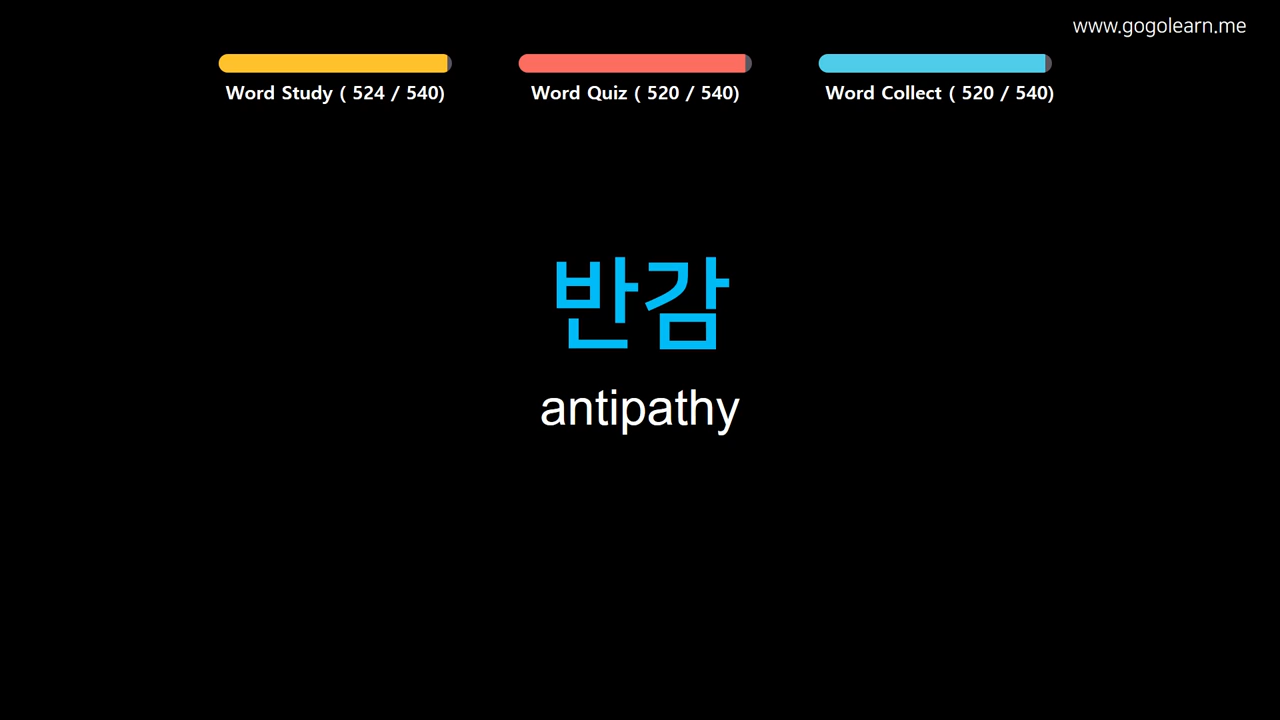 www.gogolearn.me
Word Study ( 524 / 540)
Word Quiz ( 520 / 540)
Word Collect ( 520 / 540)
반감
antipathy